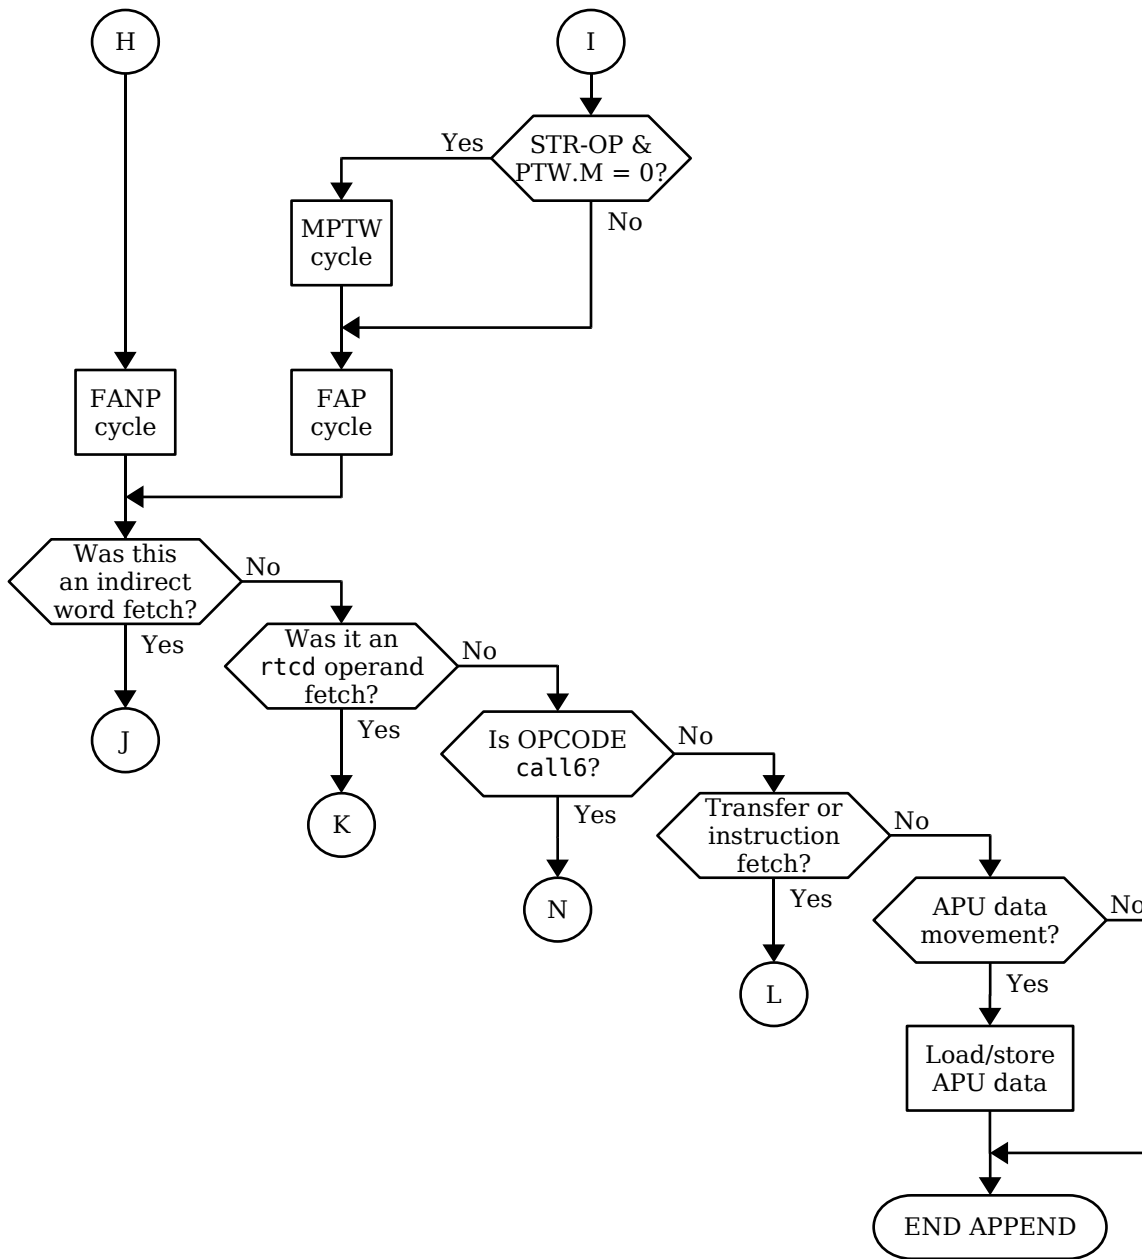 H
I
STR-OP &
PTW.M = 0?
Yes
No
MPTW
cycle
FANP
cycle
FAP
cycle
Was this
an indirect
word fetch?
No
Yes
J
Was it an
rtcd operand
fetch?
No
Yes
K
Is OPCODE
call6?
No
Yes
N
Transfer or
instruction
fetch?
No
Yes
L
APU data
movement?
No
Yes
Load/store
APU data
END APPEND